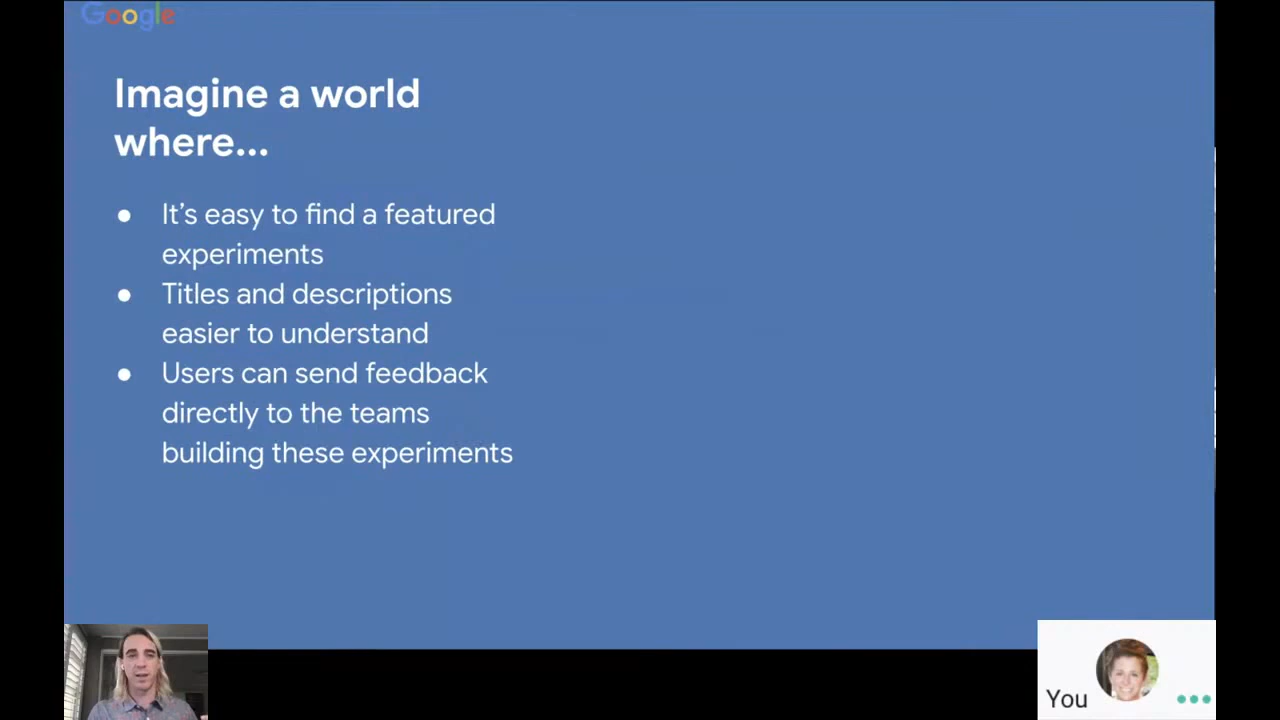 Google
Imagine a world
where...
● It's easy to find a featured
experiments
● Titles and descriptions
easier to understand
● Users can send feedback
directly to the teams
building these experiments
You